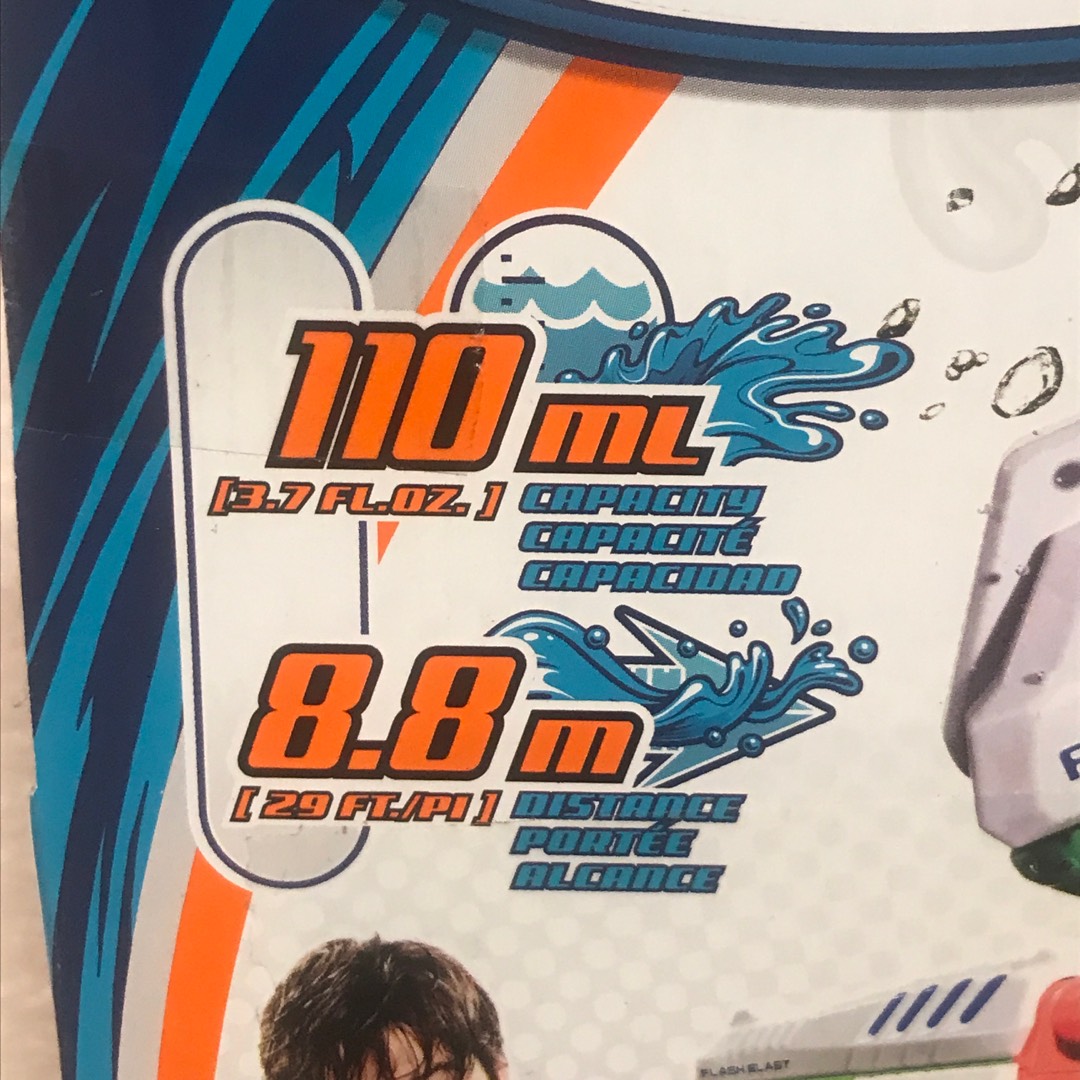 110 mL
[3.7 FL.OZ.] CAPACITY
CAPACITÉ
CAPACIDAD
8.8 m
[29 FT./PI] DISTANCE
PORTÉE
ALCANCE
FLASH BLAST